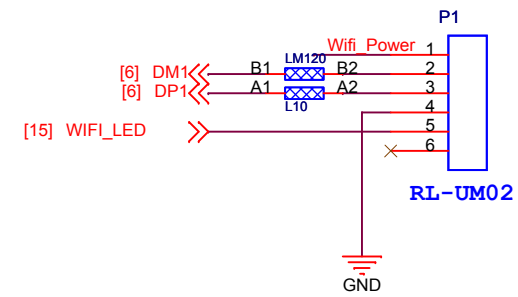 P1
Wifi_Power 1
LM120
[6] DM1 B1 B2 2
[6] DP1 A1 A2 3
L10
4
[15] WIFI_LED 5
6
RL-UM02
GND